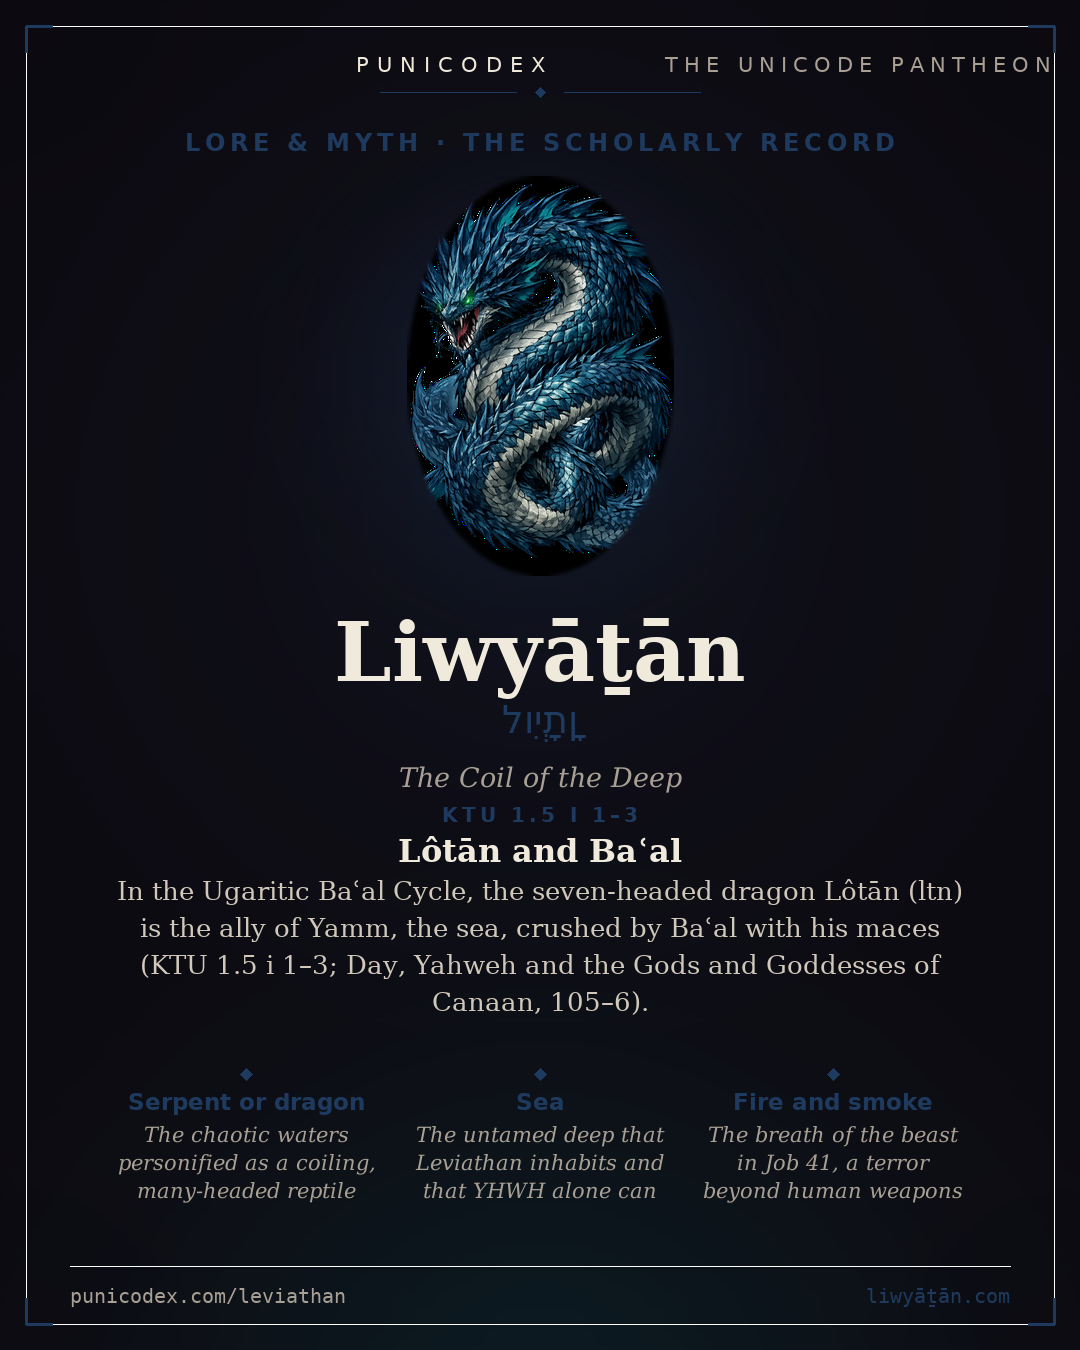 PUNICODEX THE UNICODE PANTHEON
LORE & MYTH · THE SCHOLARLY RECORD
Liwyāṯān
ןָתָיְוִל
The Coil of the Deep
KTU 1.5 I 1–3
Lôtān and Baʿal
In the Ugaritic Baʿal Cycle, the seven-headed dragon Lôtān (ltn)
is the ally of Yamm, the sea, crushed by Baʿal with his maces
(KTU 1.5 i 1–3; Day, Yahweh and the Gods and Goddesses of
Canaan, 105–6).
Serpent or dragon
The chaotic waters
personified as a coiling,
many-headed reptile
Sea
The untamed deep that
Leviathan inhabits and
that YHWH alone can
Fire and smoke
The breath of the beast
in Job 41, a terror
beyond human weapons
punicodex.com/leviathan
liwyāṯān.com